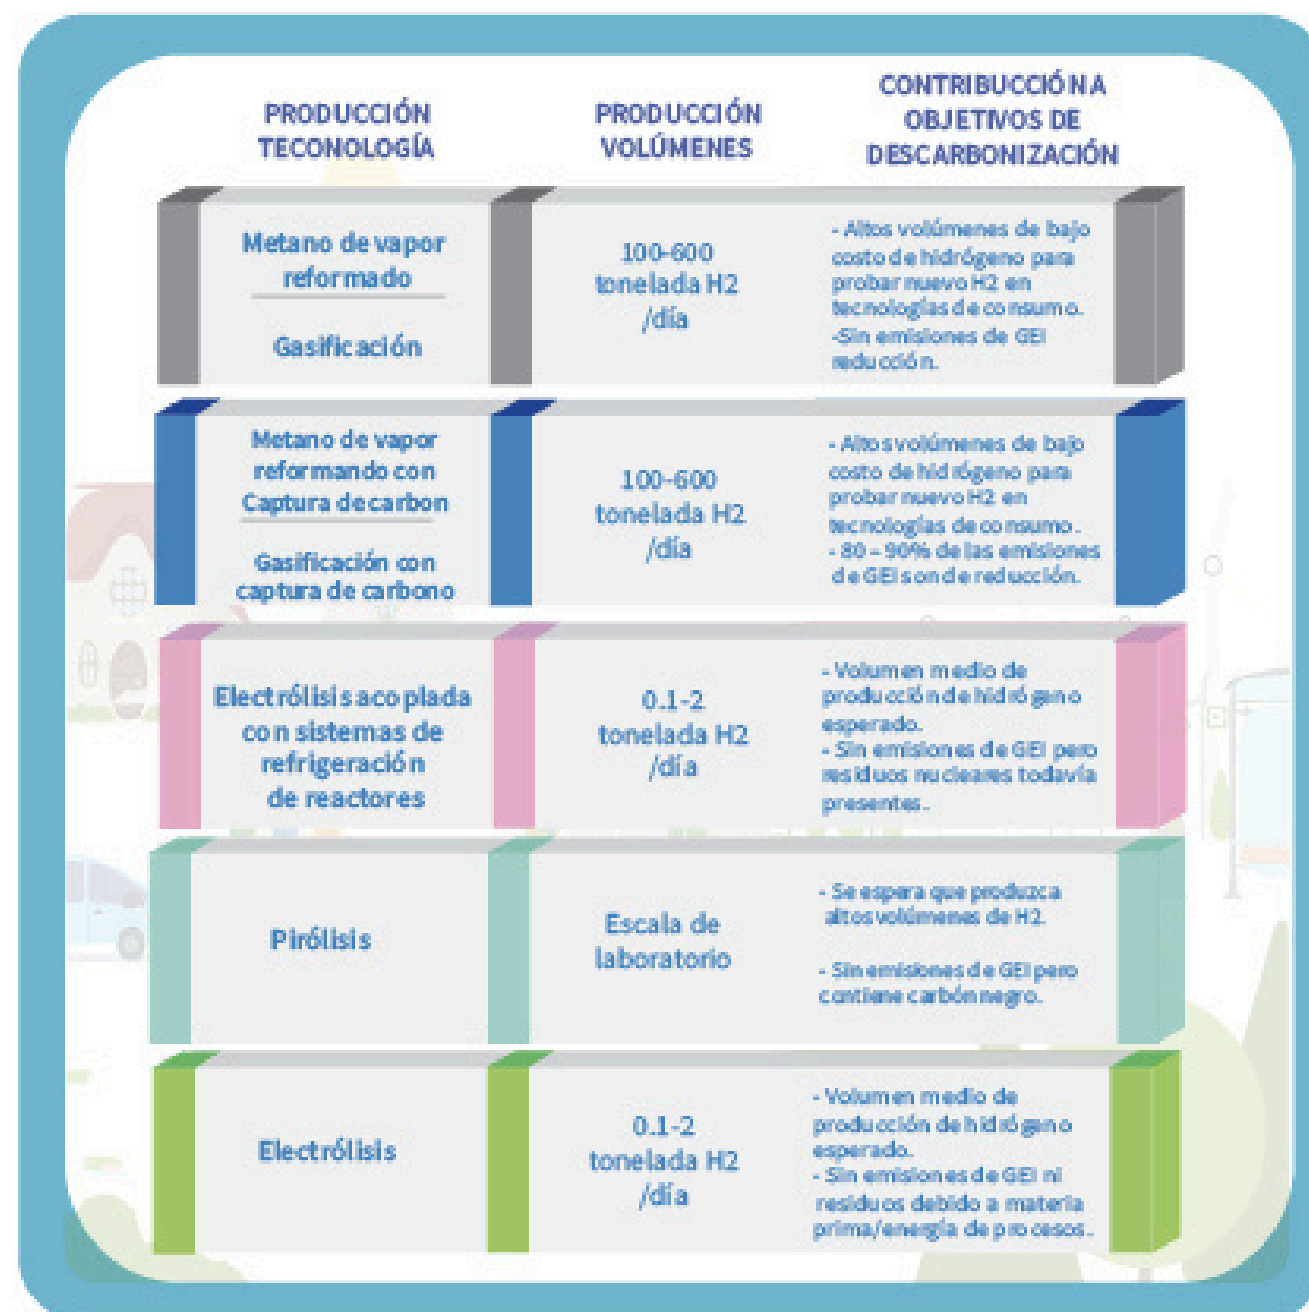 PRODUCCIÓN
TECONOLOGÍA
PRODUCCIÓN
VOLÚMENES
CONTRIBUCCIÓN A
OBJETIVOS DE
DESCARBONIZACIÓN
Metano de vapor
reformado
Gasificación
100-600
tonelada H2
/día
- Altos volúmenes de bajo
costo de hidrógeno para
probar nuevo H2 en
tecnologías de consumo.
-Sin emisiones de GEI
reducción.
Metano de vapor
reformando con
Captura de carbon
Gasificación con
captura de carbono
100-600
tonelada H2
/día
- Altos volúmenes de bajo
costo de hidrógeno para
probar nuevo H2 en
tecnologías de consumo.
- 80 – 90% de las emisiones
de GEI son de reducción.
Electrólisis acoplada
con sistemas de
refrigeración
de reactores
0.1-2
tonelada H2
/día
- Volumen medio de
producción de hidrógeno
esperado.
- Sin emisiones de GEI pero
residuos nucleares todavía
presentes.
Pirólisis
Escala de
laboratorio
- Se espera que produzca
altos volúmenes de H2.
- Sin emisiones de GEI pero
contiene carbón negro.
Electrólisis
0.1-2
tonelada H2
/día
- Volumen medio de
producción de hidrógeno
esperado.
- Sin emisiones de GEI ni
residuos debido a materia
prima/energía de procesos.